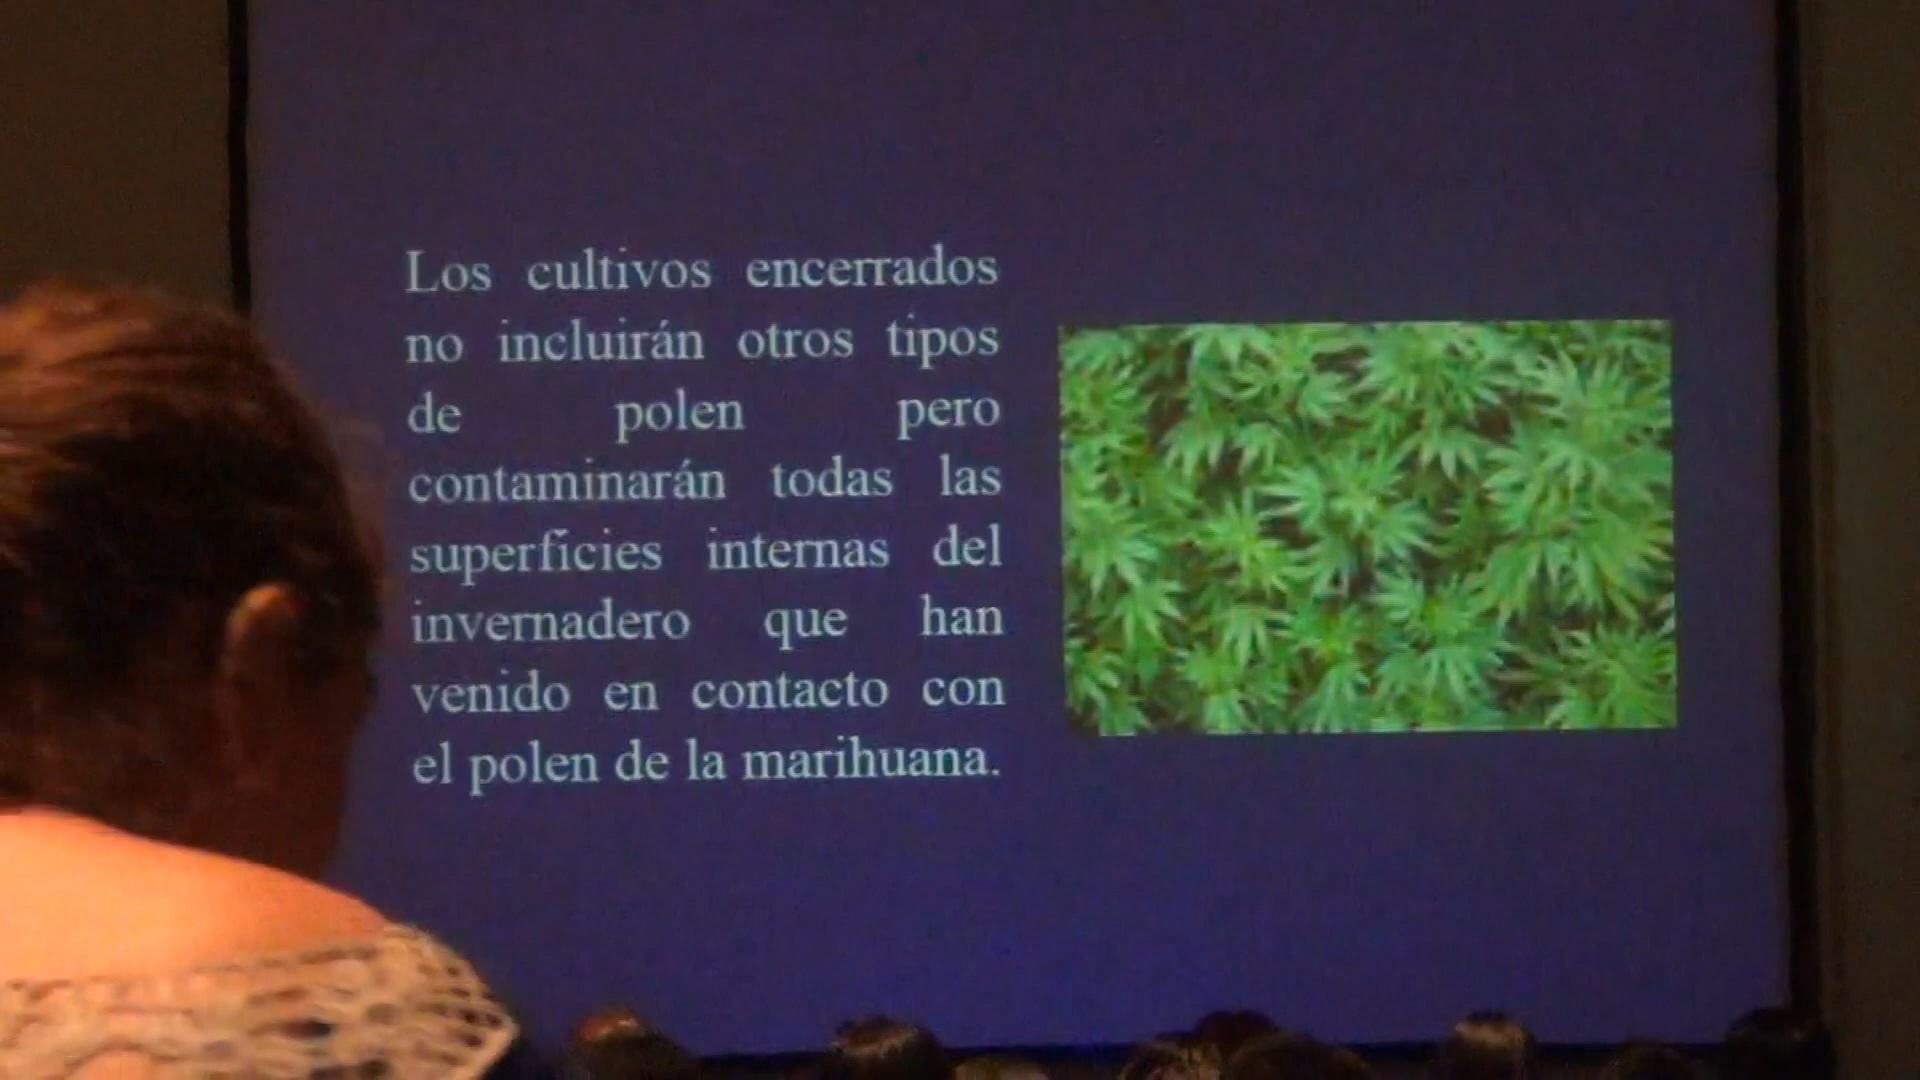 Los cultivos encerrados
no incluirán otros tipos
de polen pero
contaminarán todas las
superficies internas del
invernadero que han
venido en contacto con
el polen de la marihuana.